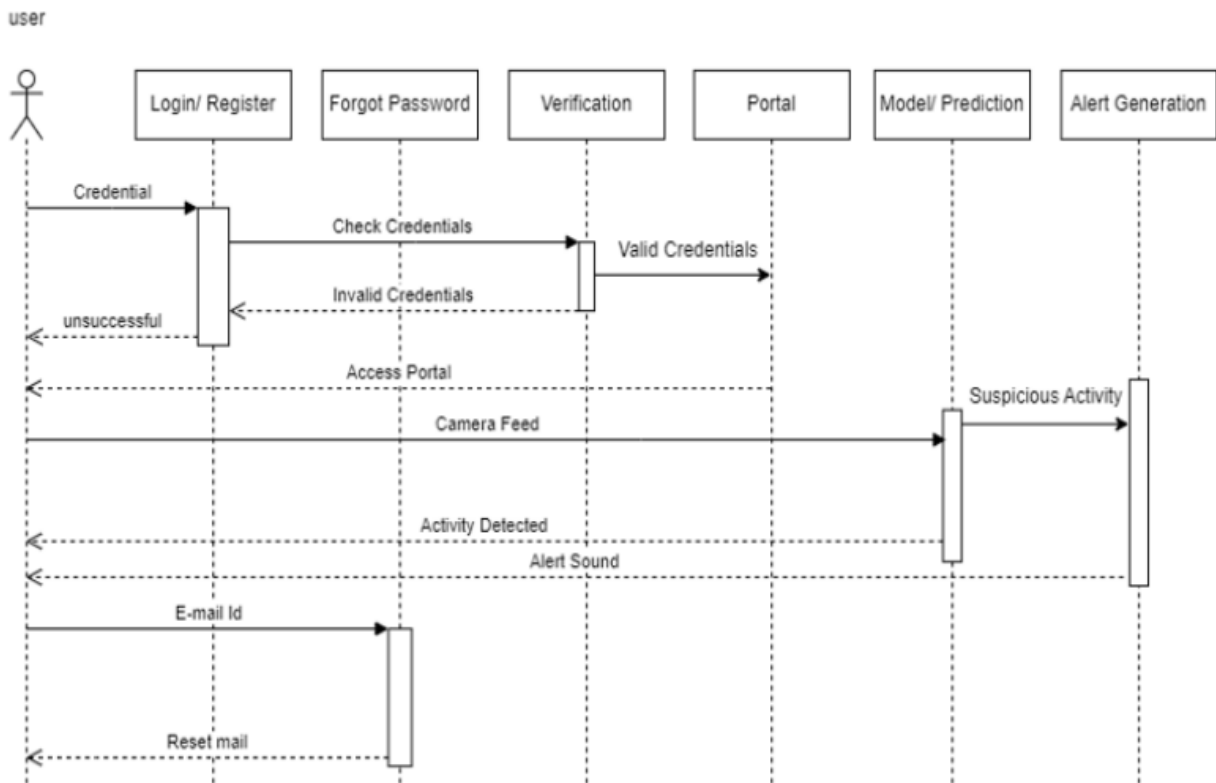 user
Login/ Register
Forgot Password
Verification
Portal
Model/ Prediction
Alert Generation
Credential
Check Credentials
Valid Credentials
Invalid Credentials
unsuccessful
Access Portal
Suspicious Activity
Camera Feed
Activity Detected
Alert Sound
E-mail Id
Reset mail